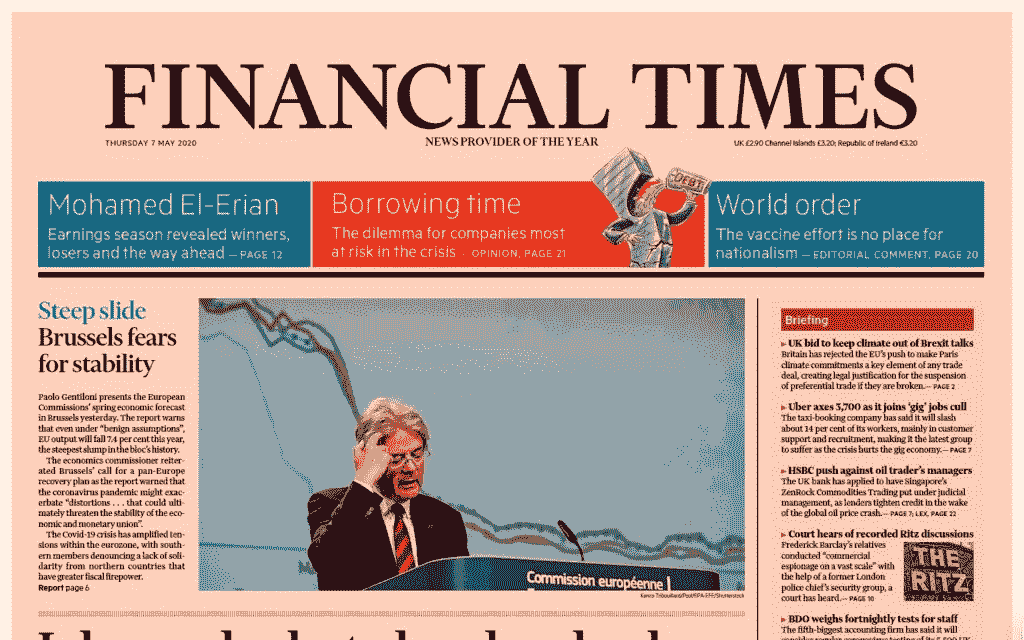 FINANCIAL TIMES
THURSDAY 7 MAY 2020
NEWS PROVIDER OF THE YEAR
UK £2.90 Channel Islands £3.20; Republic of Ireland €3.20
Mohamed El-Erian
Earnings season revealed winners,
losers and the way ahead — PAGE 12
Borrowing time
The dilemma for companies most
at risk in the crisis - OPINION, PAGE 21
DEBT
World order
The vaccine effort is no place for
nationalism — EDITORIAL COMMENT, PAGE 20
Steep slide
Brussels fears
for stability
Paolo Gentiloni presents the European
Commissions’ spring economic forecast
in Brussels yesterday. The report warns
that even under “benign assumptions”,
EU output will fall 7.4 per cent this year,
the steepest slump in the bloc’s history.
The economics commissioner reiter-
ated Brussels’ call for a pan-Europe
recovery plan as the report warned that
the coronavirus pandemic might exac-
erbate “distortions . . . that could ulti-
mately threaten the stability of the eco-
nomic and monetary union”.
The Covid-19 crisis has amplified ten-
sions within the eurozone, with south-
ern members denouncing a lack of soli-
darity from northern countries that
have greater fiscal firepower.
Report page 6
Commission européenne
Briefing
▸ UK bid to keep climate out of Brexit talks
Britain has rejected the EU’s push to make Paris
climate commitments a key element of any trade
deal, creating legal justification for the suspension
of preferential trade if they are broken.— PAGE 2
▸ Uber axes 3,700 as it joins ‘gig’ jobs cull
The taxi-booking company has said it will slash
about 14 per cent of its workers, mainly in customer
support and recruitment, making it the latest group
to suffer as the crisis hurts the gig economy.— PAGE 7
▸ HSBC push against oil trader’s managers
The UK bank has applied to have Singapore’s
ZenRock Commodities Trading put under judicial
management, as lenders tighten credit in the wake
of the global oil price crash.— PAGE 7; LEX, PAGE 22
▸ Court hears of recorded Ritz discussions
Frederick Barclay’s relatives
conducted “commercial
espionage on a vast scale” with
the help of a former London
police chief’s security group, a
court has heard.— PAGE 10
THE
RITZ
▸ BDO weighs fortnightly tests for staff
The fifth-biggest accounting firm has said it will